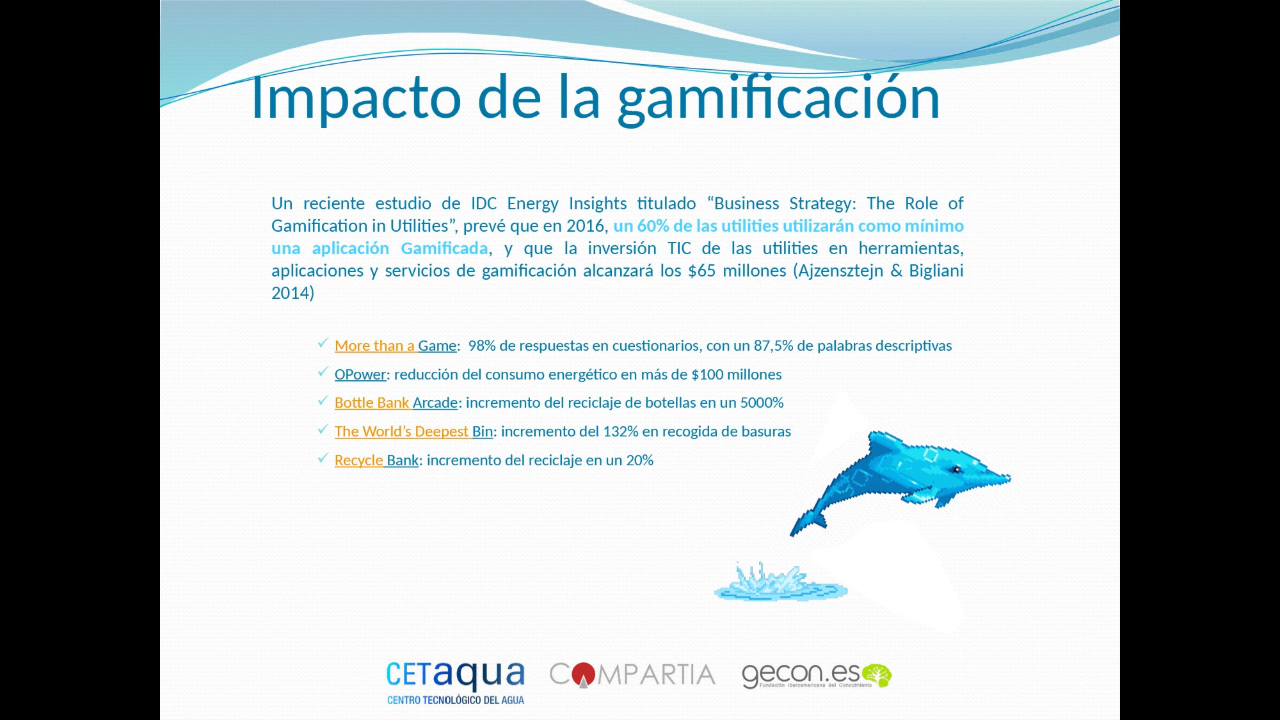 Impacto de la gamificación
Un reciente estudio de IDC Energy Insights titulado “Business Strategy: The Role of
Gamification in Utilities”, prevé que en 2016, un 60% de las utilities utilizarán como mínimo
una aplicación Gamificada, y que la inversión TIC de las utilities en herramientas,
aplicaciones y servicios de gamificación alcanzará los $65 millones (Ajzensztejn & Bigliani
2014)
✓ More than a Game: 98% de respuestas en cuestionarios, con un 87,5% de palabras descriptivas
✓ OPower: reducción del consumo energético en más de $100 millones
✓ Bottle Bank Arcade: incremento del reciclaje de botellas en un 5000%
✓ The World’s Deepest Bin: incremento del 132% en recogida de basuras
✓ Recycle Bank: incremento del reciclaje en un 20%
CETaqua
CENTRO TECNOLÓGICO DEL AGUA
COMPARTIA
gecon.es
Fundación Iberoamericana del Conocimiento